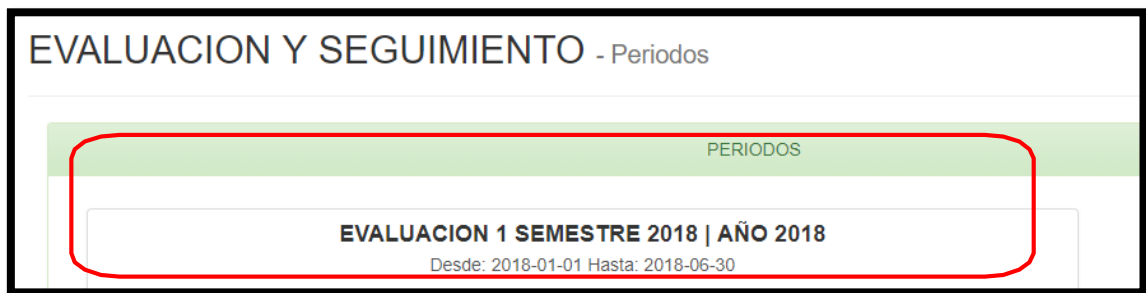 EVALUACION Y SEGUIMIENTO - Periodos
PERIODOS
EVALUACION 1 SEMESTRE 2018 | AÑO 2018
Desde: 2018-01-01 Hasta: 2018-06-30